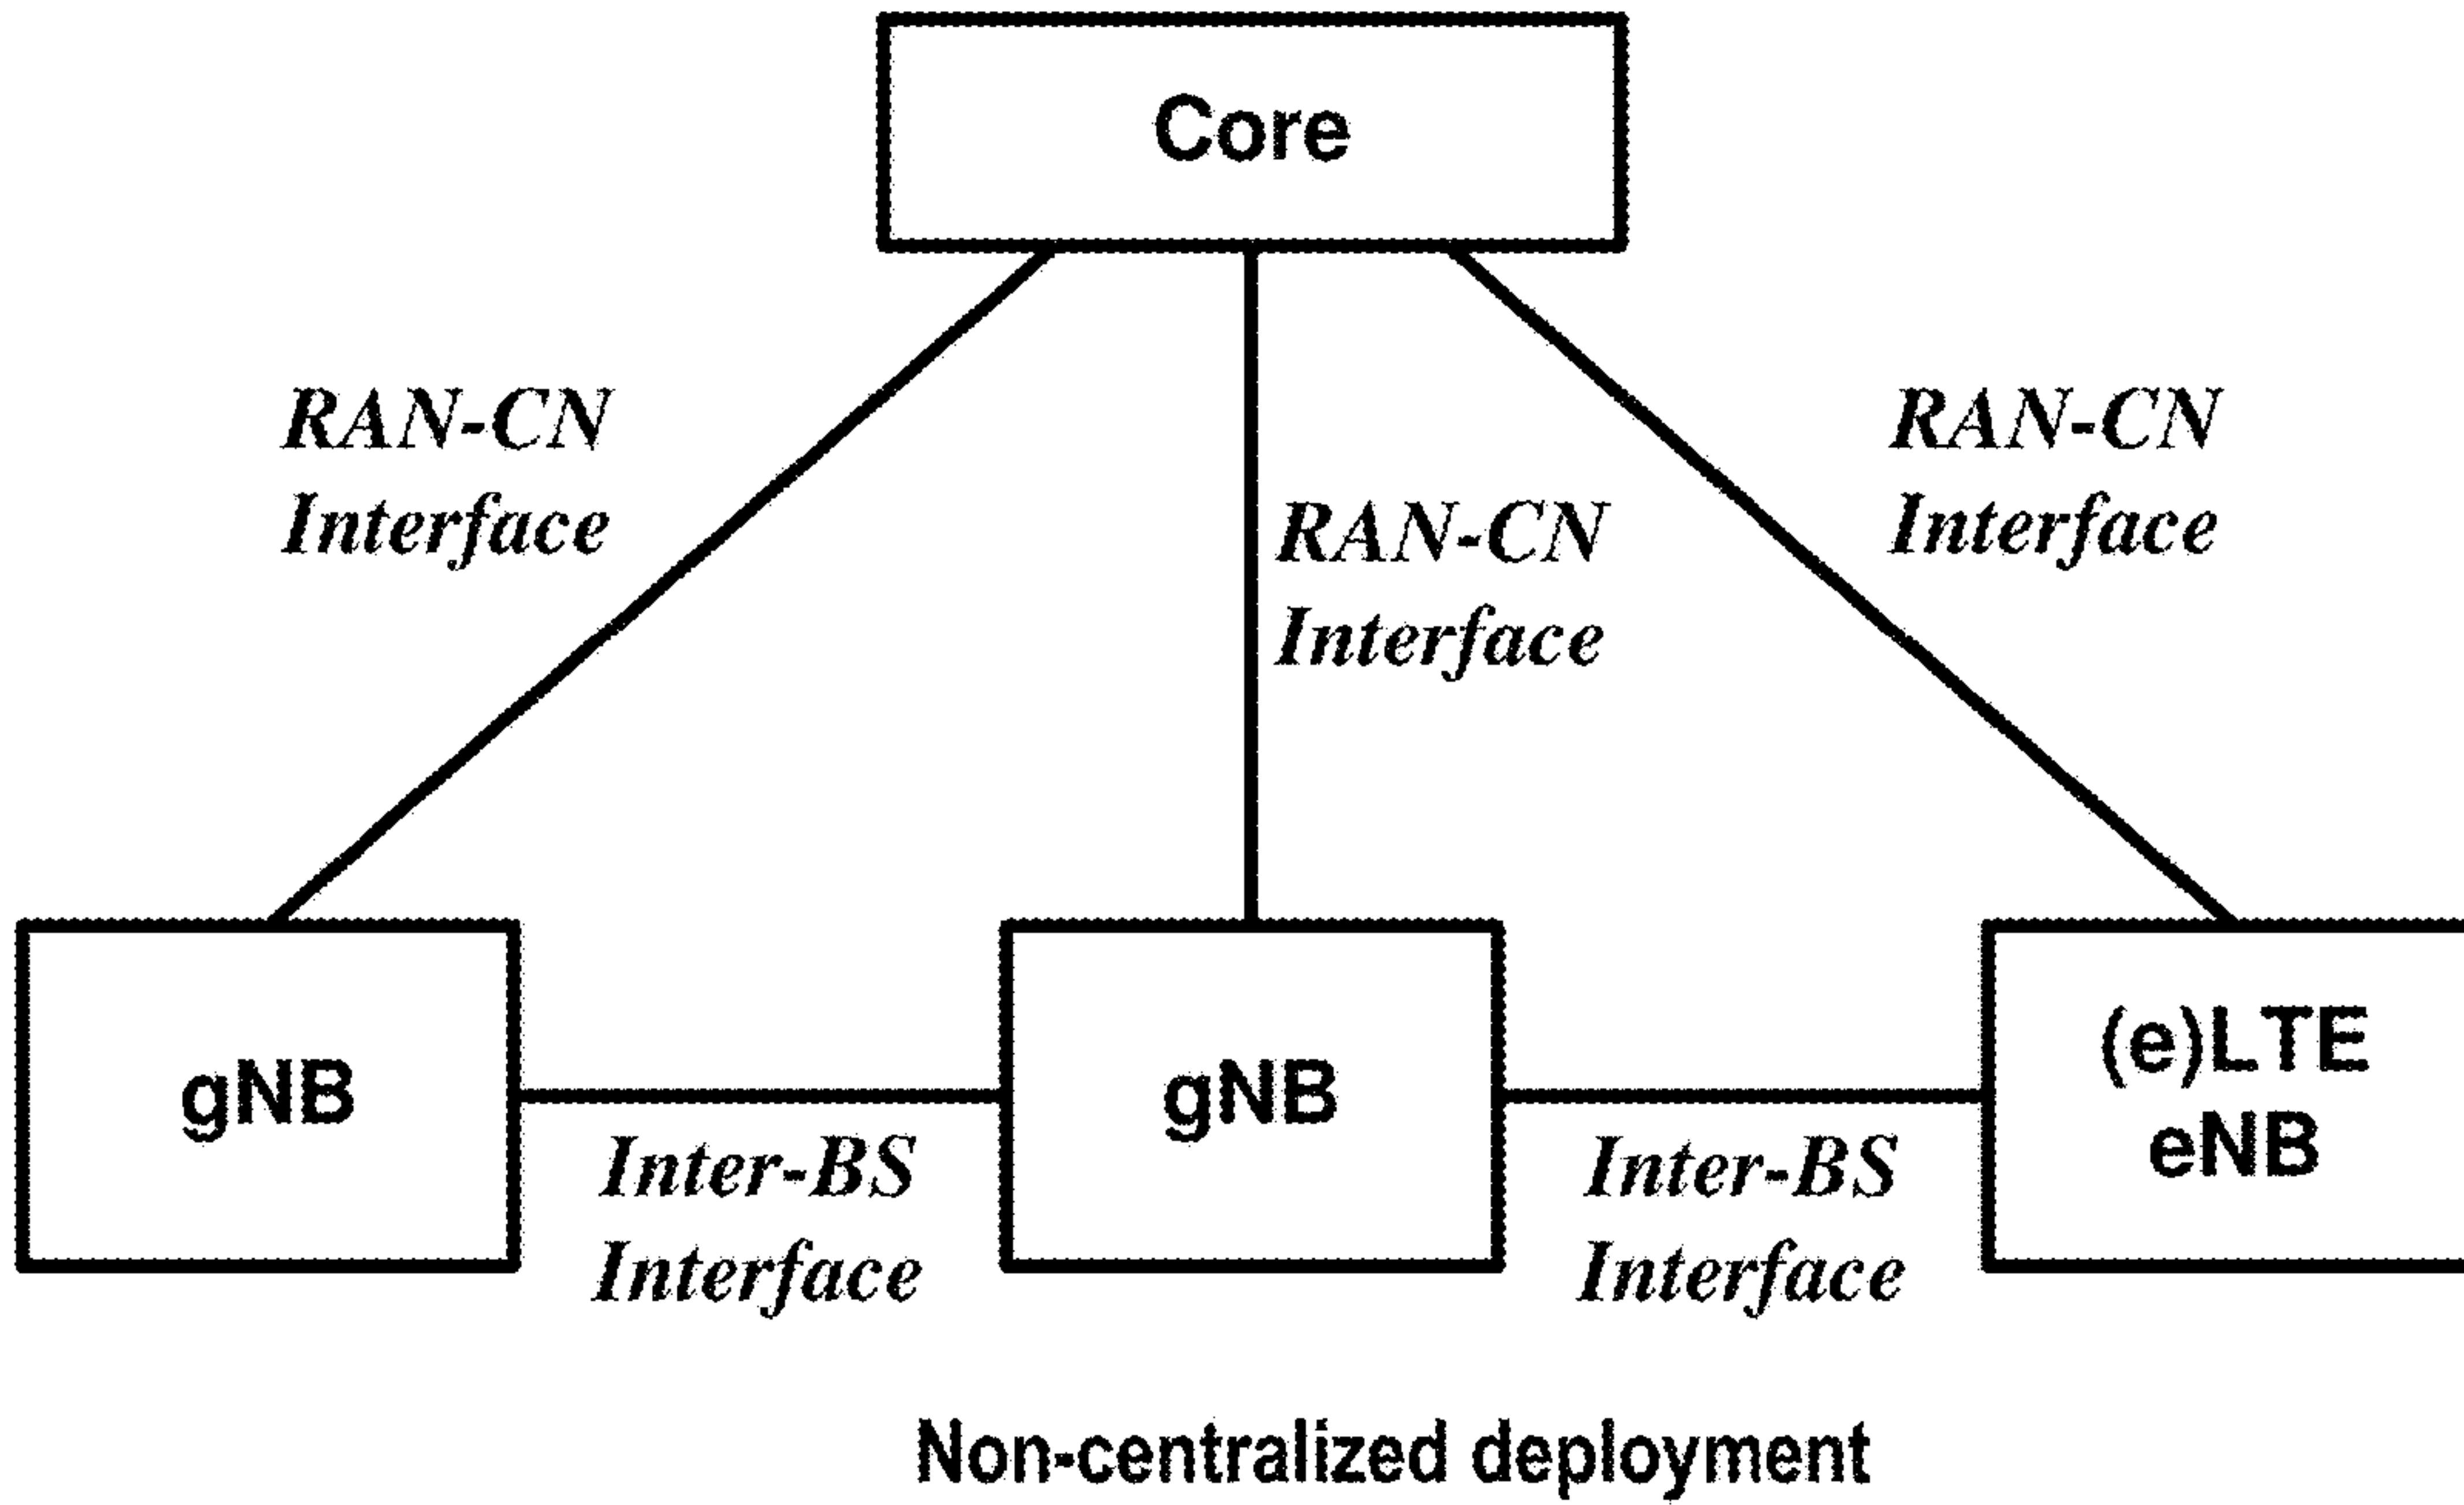 Core
RAN-CN
Interface
RAN-CN
Interface
RAN-CN
Interface
gNB
gNB
(e)LTE
eNB
Inter-BS
Interface
Inter-BS
Interface
Non-centralized deployment